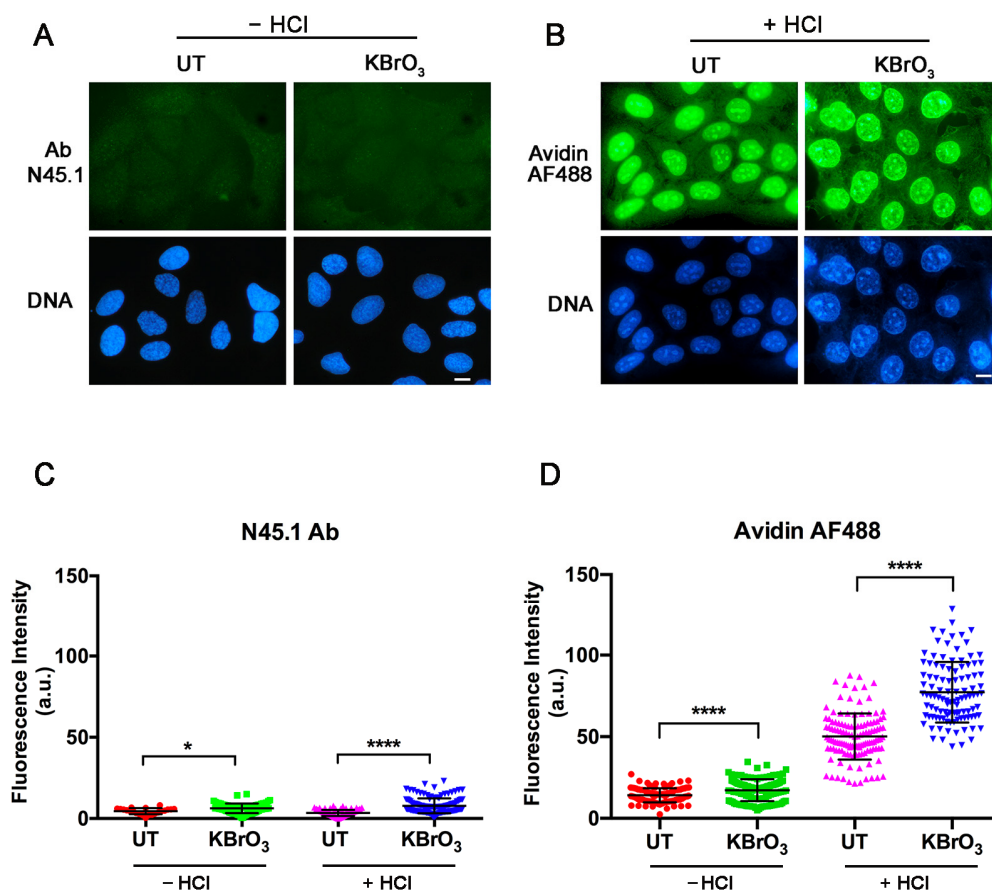 A
– HCl
UT
KBrO₃
Ab
N45.1
DNA
B
+ HCl
UT
KBrO₃
Avidin
AF488
DNA
C
N45.1 Ab
Fluorescence Intensity
(a.u.)
150
100
50
0
*
****
UT
KBrO₃
UT
KBrO₃
– HCl
+ HCl
D
Avidin AF488
Fluorescence Intensity
(a.u.)
150
100
50
0
****
****
UT
KBrO₃
UT
KBrO₃
– HCl
+ HCl